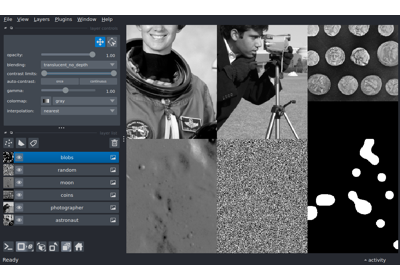 File View Layers Plugins Window Help
opacity: 1.00
blending: translucent_no_depth
contrast limits:
auto-contrast: once continuous
gamma: 1.00
colormap: gray
interpolation: nearest
blobs
random
moon
coins
photographer
astronaut
Ready
activity